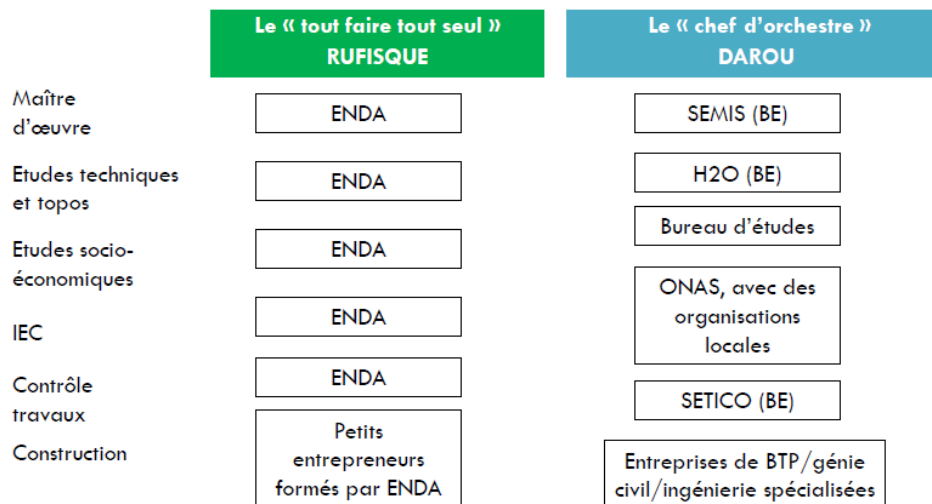 Le « tout faire tout seul »
RUFISQUE
Le « chef d'orchestre »
DAROU
Maître
d'œuvre
ENDA
SEMIS (BE)
Etudes techniques
et topos
ENDA
H2O (BE)
Etudes socio-
économiques
ENDA
Bureau d'études
IEC
ENDA
ONAS, avec des
organisations
locales
Contrôle
travaux
ENDA
SETICO (BE)
Construction
Petits
entrepreneurs
formés par ENDA
Entreprises de BTP/génie
civil/ingénierie spécialisées